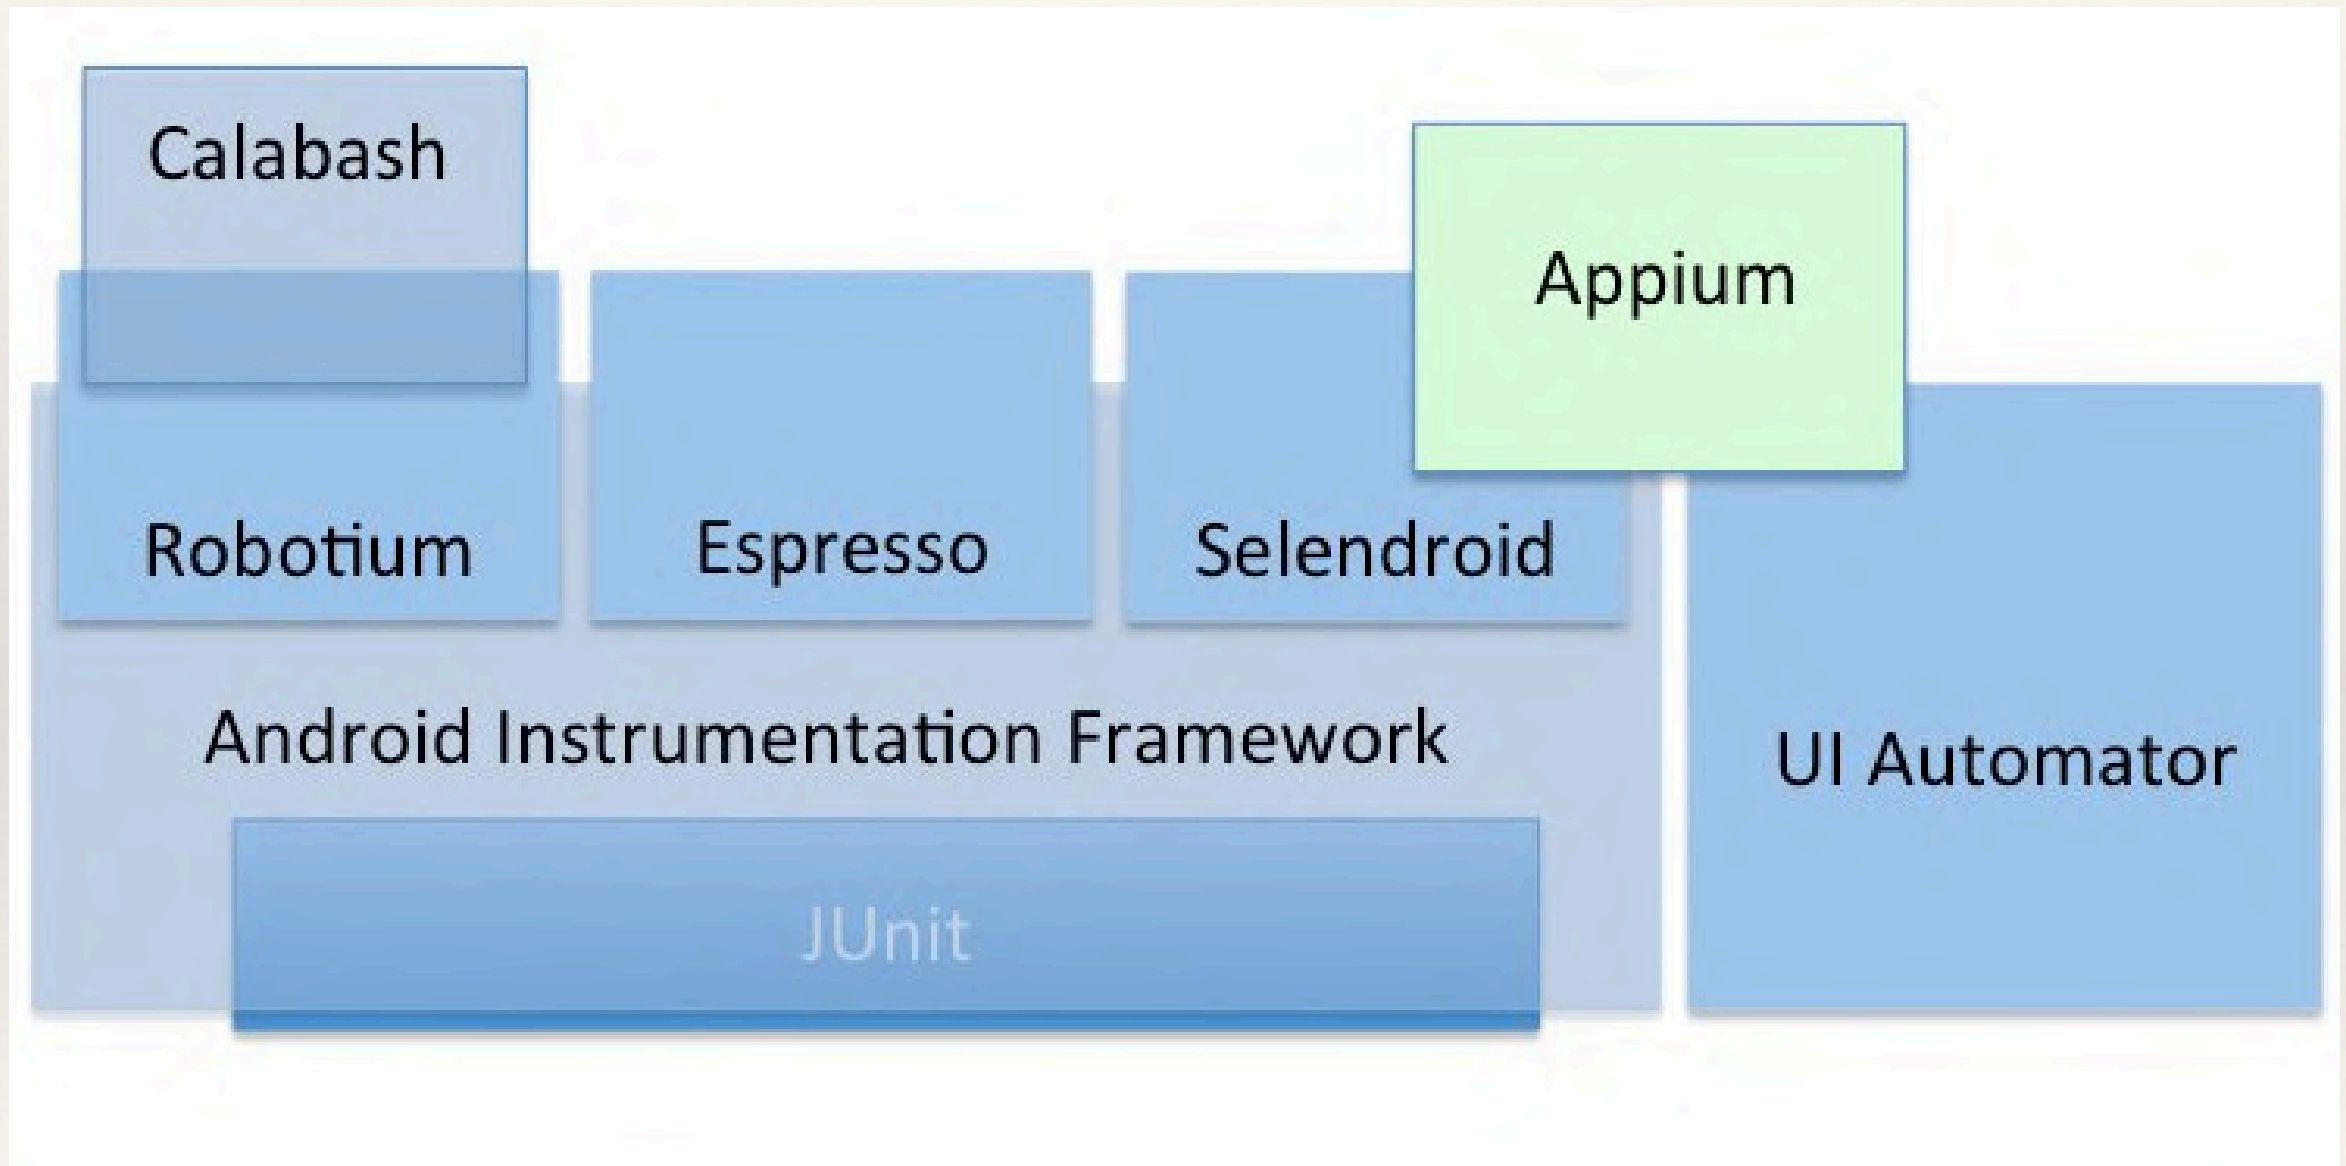 Calabash
Appium
Robotium
Espresso
Selendroid
Android Instrumentation Framework
UI Automator
JUnit